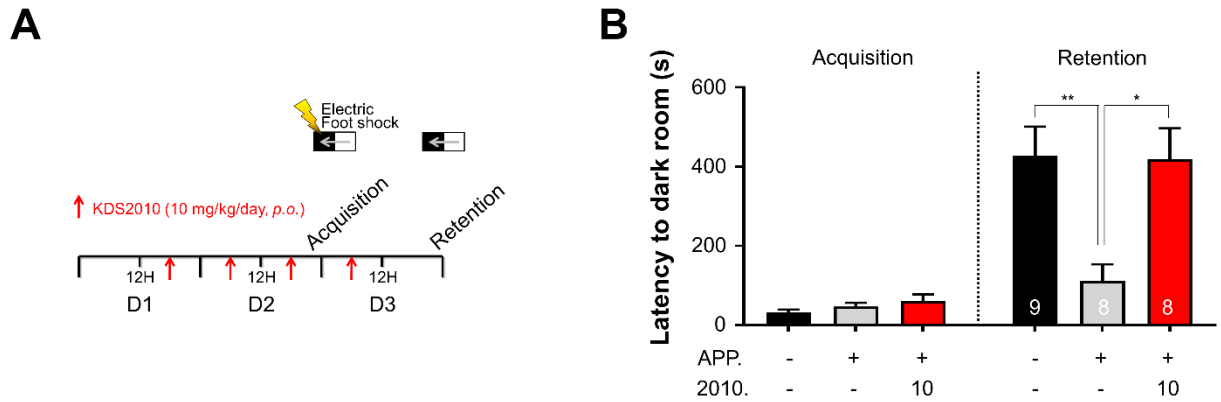 A
Electric
Foot shock
KDS2010 (10 mg/kg/day, p.o.)
Acquisition
Retention
12H
12H
12H
D1
D2
D3
B
Acquisition
Retention
Latency to dark room (s)
600
400
200
0
**
*
9
8
8
APP. - + + - + +
2010. - - 10 - - 10